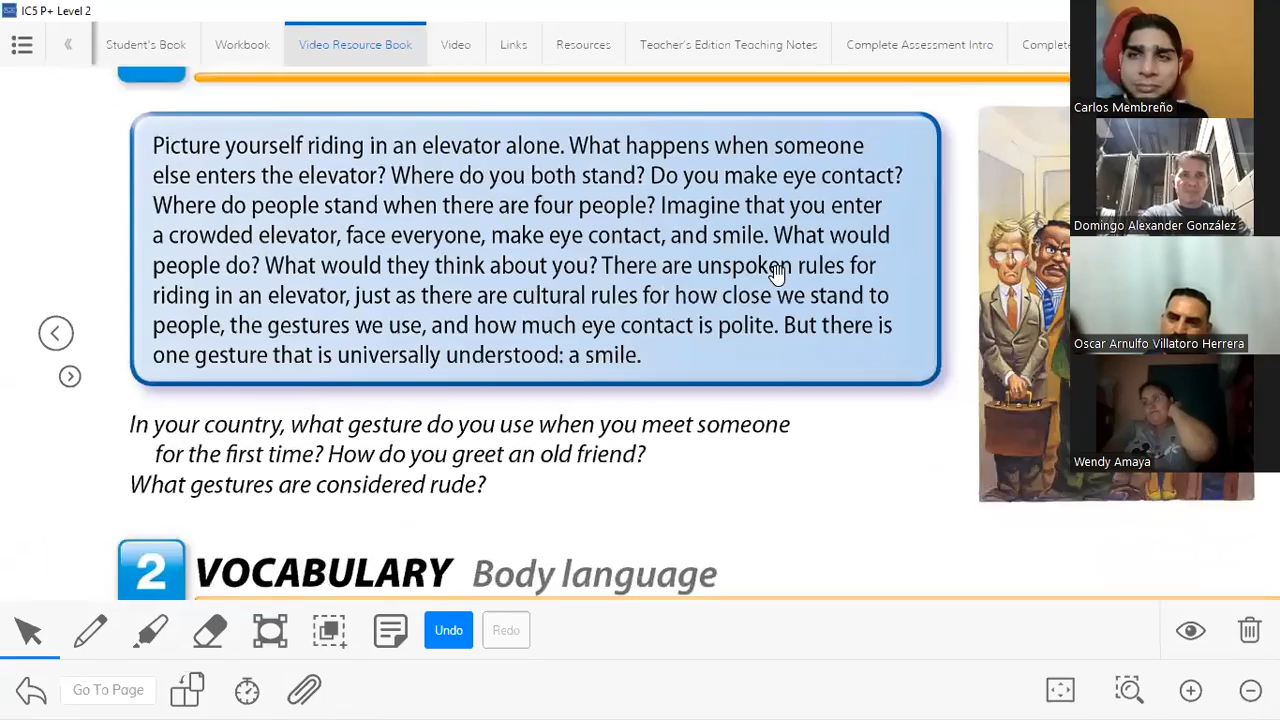 IC5 P+ Level 2
Student's Book Workbook Video Resource Book Video Links Resources Teacher's Edition Teaching Notes Complete Assessment Intro Complete
Picture yourself riding in an elevator alone. What happens when someone
else enters the elevator? Where do you both stand? Do you make eye contact?
Where do people stand when there are four people? Imagine that you enter
a crowded elevator, face everyone, make eye contact, and smile. What would
people do? What would they think about you? There are unspoken rules for
riding in an elevator, just as there are cultural rules for how close we stand to
people, the gestures we use, and how much eye contact is polite. But there is
one gesture that is universally understood: a smile.
In your country, what gesture do you use when you meet someone
for the first time? How do you greet an old friend?
What gestures are considered rude?
2 VOCABULARY Body language
Carlos Membreño
Domingo Alexander González
Oscar Arnulfo Villatoro Herrera
Wendy Amaya
Undo Redo
Go To Page